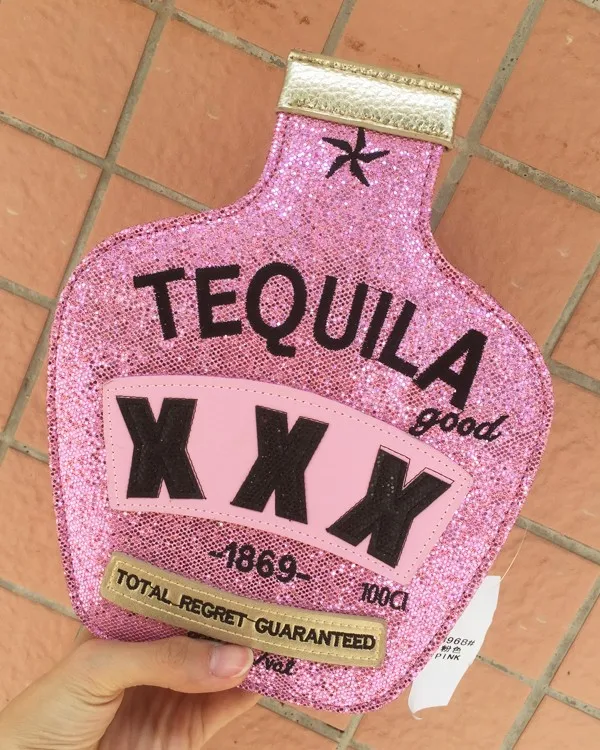 TEQUILA
good
XXX
-1869-
100Cl
TOTAL REGRET GUARANTEED
968#
粉色
PINK